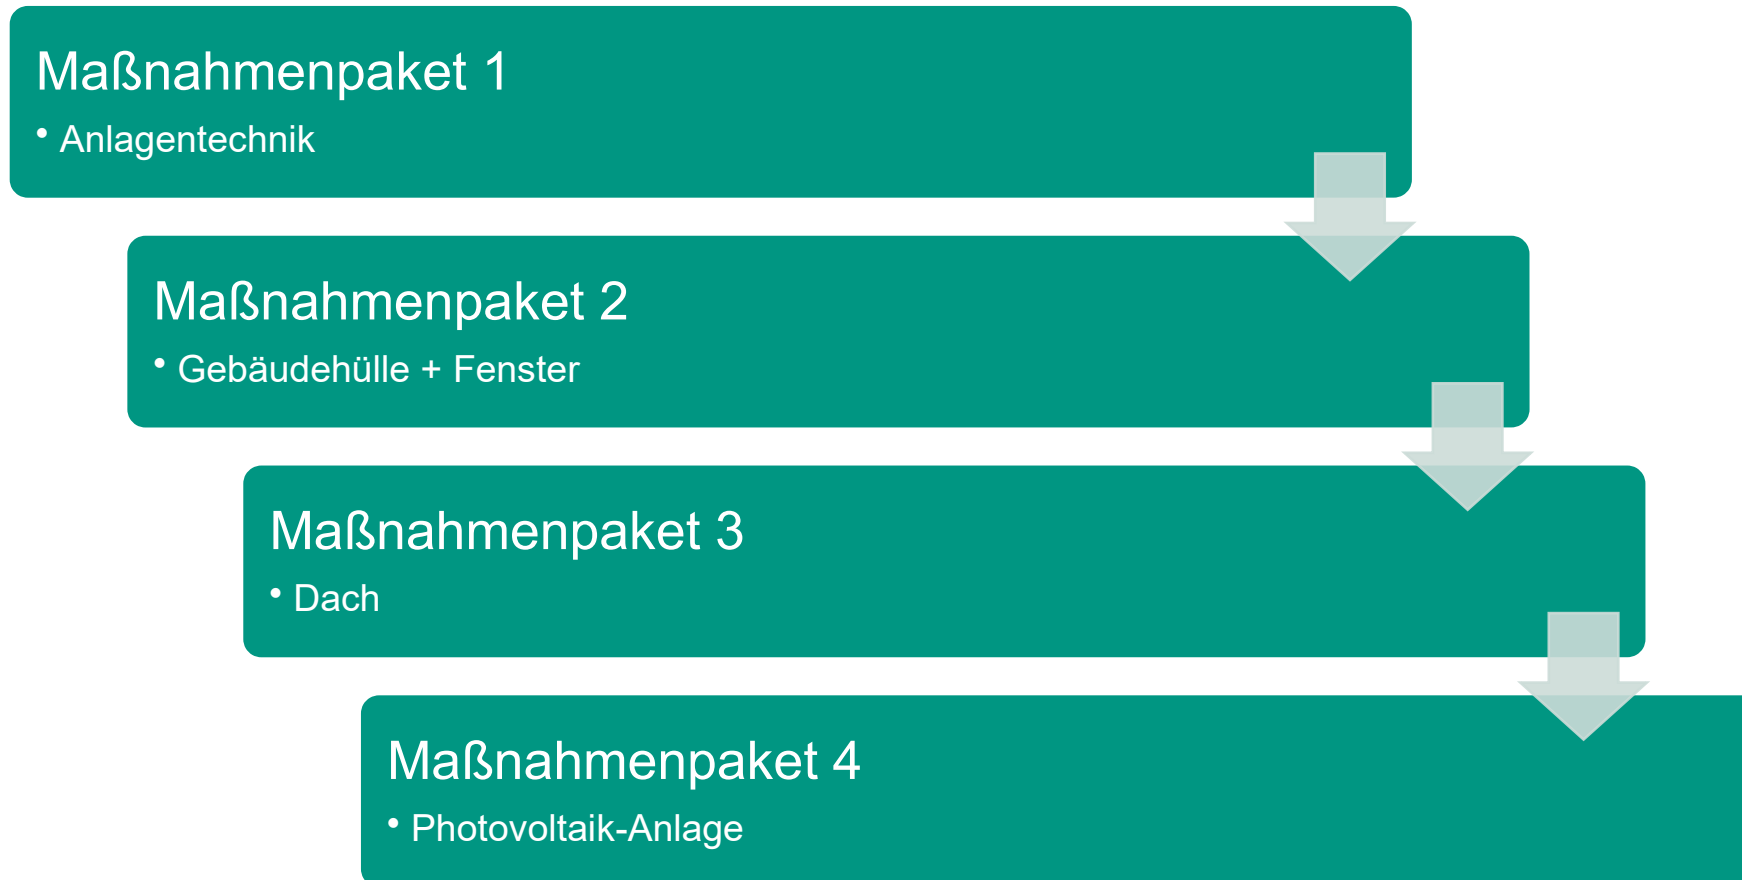 Maßnahmenpaket 1
• Anlagentechnik
Maßnahmenpaket 2
• Gebäudehülle + Fenster
Maßnahmenpaket 3
• Dach
Maßnahmenpaket 4
• Photovoltaik-Anlage